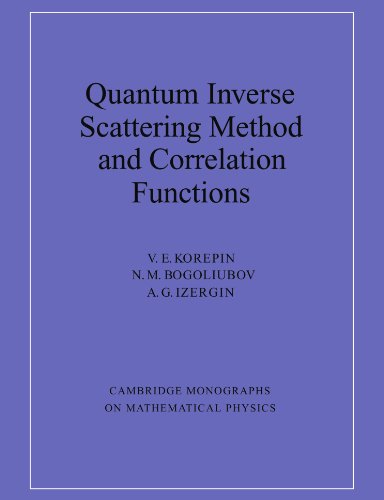 Quantum Inverse
Scattering Method
and Correlation
Functions
V. E. KOREPIN
N. M. BOGOLIUBOV
A. G. IZERGIN
CAMBRIDGE MONOGRAPHS
ON MATHEMATICAL PHYSICS